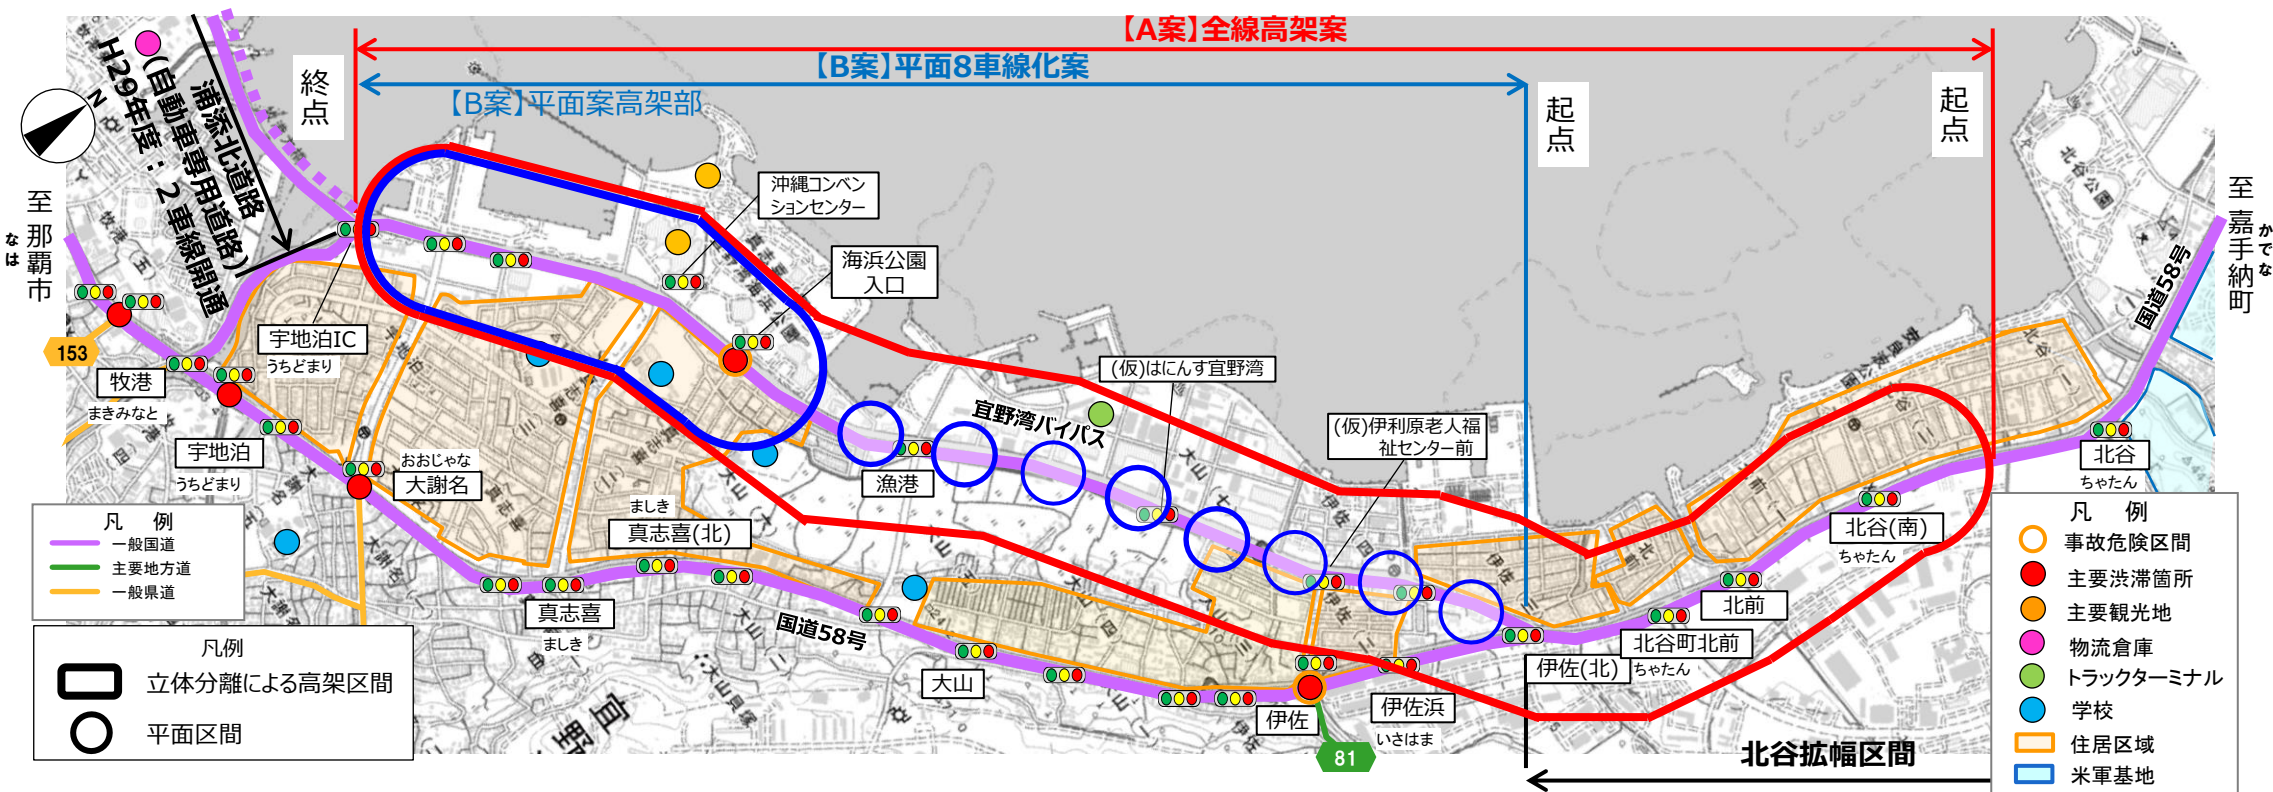 【A案】全線高架案
【B案】平面8車線化案
【B案】平面案高架部
終点
起点
起点
浦添北道路
(自動車専用道路)
H29年度：2車線開通
N
至那覇市
なは
至嘉手納町
かでな
国道58号
北谷公園
沖縄コンベン
ションセンター
海浜公園
入口
宇地泊IC
うちどまり
153
牧港
まきみなと
宇地泊
うちどまり
おおじゃな
大謝名
ましき
真志喜(北)
真志喜
ましき
国道58号
大山
漁港
宜野湾バイパス
(仮)はにんす宜野湾
(仮)伊利原老人福
祉センター前
伊佐
81
伊佐浜
いさはま
伊佐(北)
北谷町北前
ちゃたん
北前
北谷(南)
ちゃたん
北谷
ちゃたん
北谷拡幅区間
凡　例
一般国道
主要地方道
一般県道
凡例
立体分離による高架区間
平面区間
凡　例
事故危険区間
主要渋滞箇所
主要観光地
物流倉庫
トラックターミナル
学校
住居区域
米軍基地